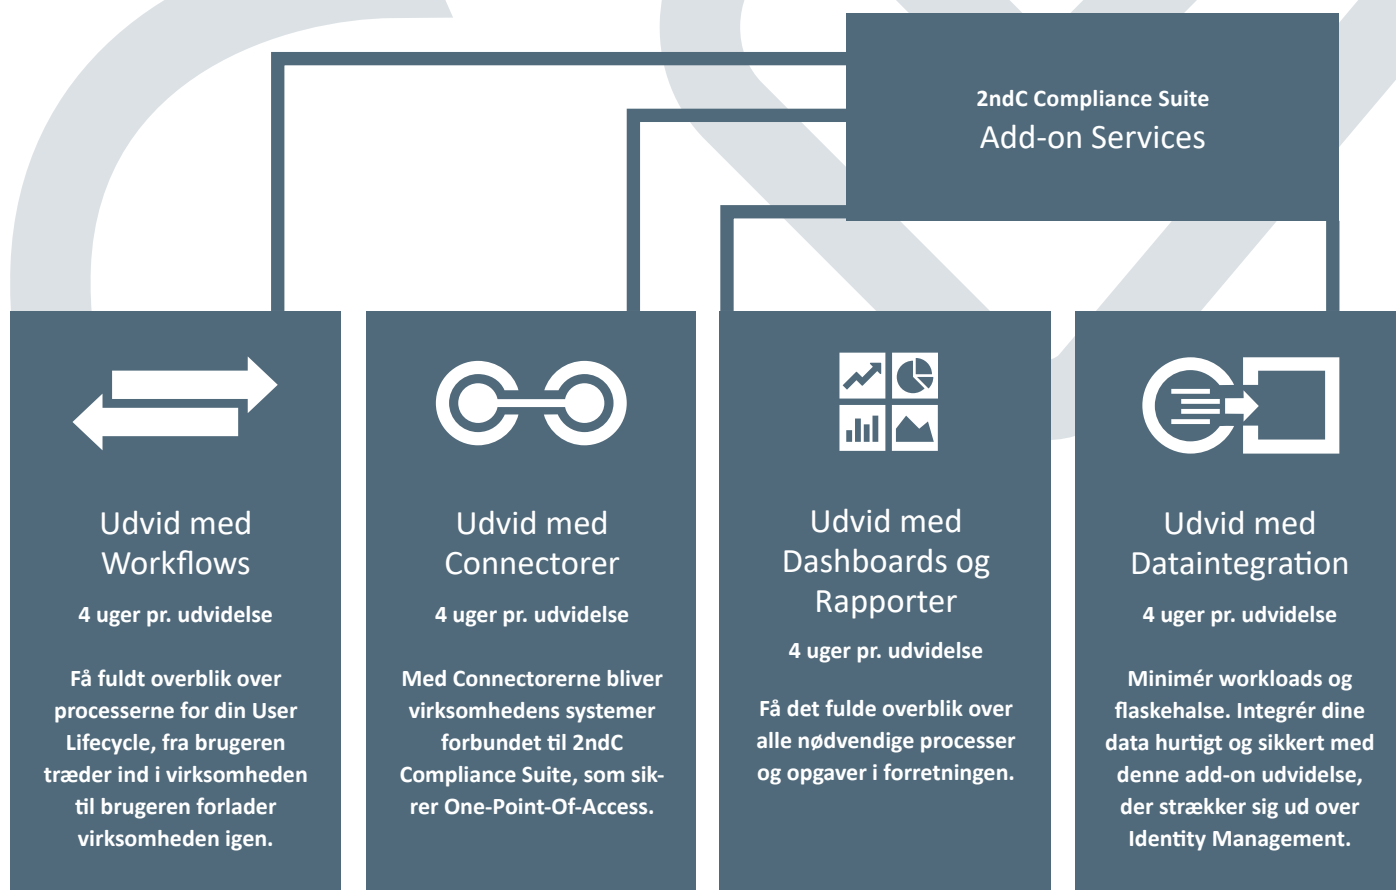 2ndC Compliance Suite
Add-on Services
Udvid med
Workflows
4 uger pr. udvidelse
Få fuldt overblik over
processerne for din User
Lifecycle, fra brugeren
træder ind i virksomheden
til brugeren forlader
virksomheden igen.
Udvid med
Connectorer
4 uger pr. udvidelse
Med Connectorerne bliver
virksomhedens systemer
forbundet til 2ndC
Compliance Suite, som sik-
rer One-Point-Of-Access.
Udvid med
Dashboards og
Rapporter
4 uger pr. udvidelse
Få det fulde overblik over
alle nødvendige processer
og opgaver i forretningen.
Udvid med
Dataintegration
4 uger pr. udvidelse
Minimér workloads og
flaskehalse. Integrér dine
data hurtigt og sikkert med
denne add-on udvidelse,
der strækker sig ud over
Identity Management.